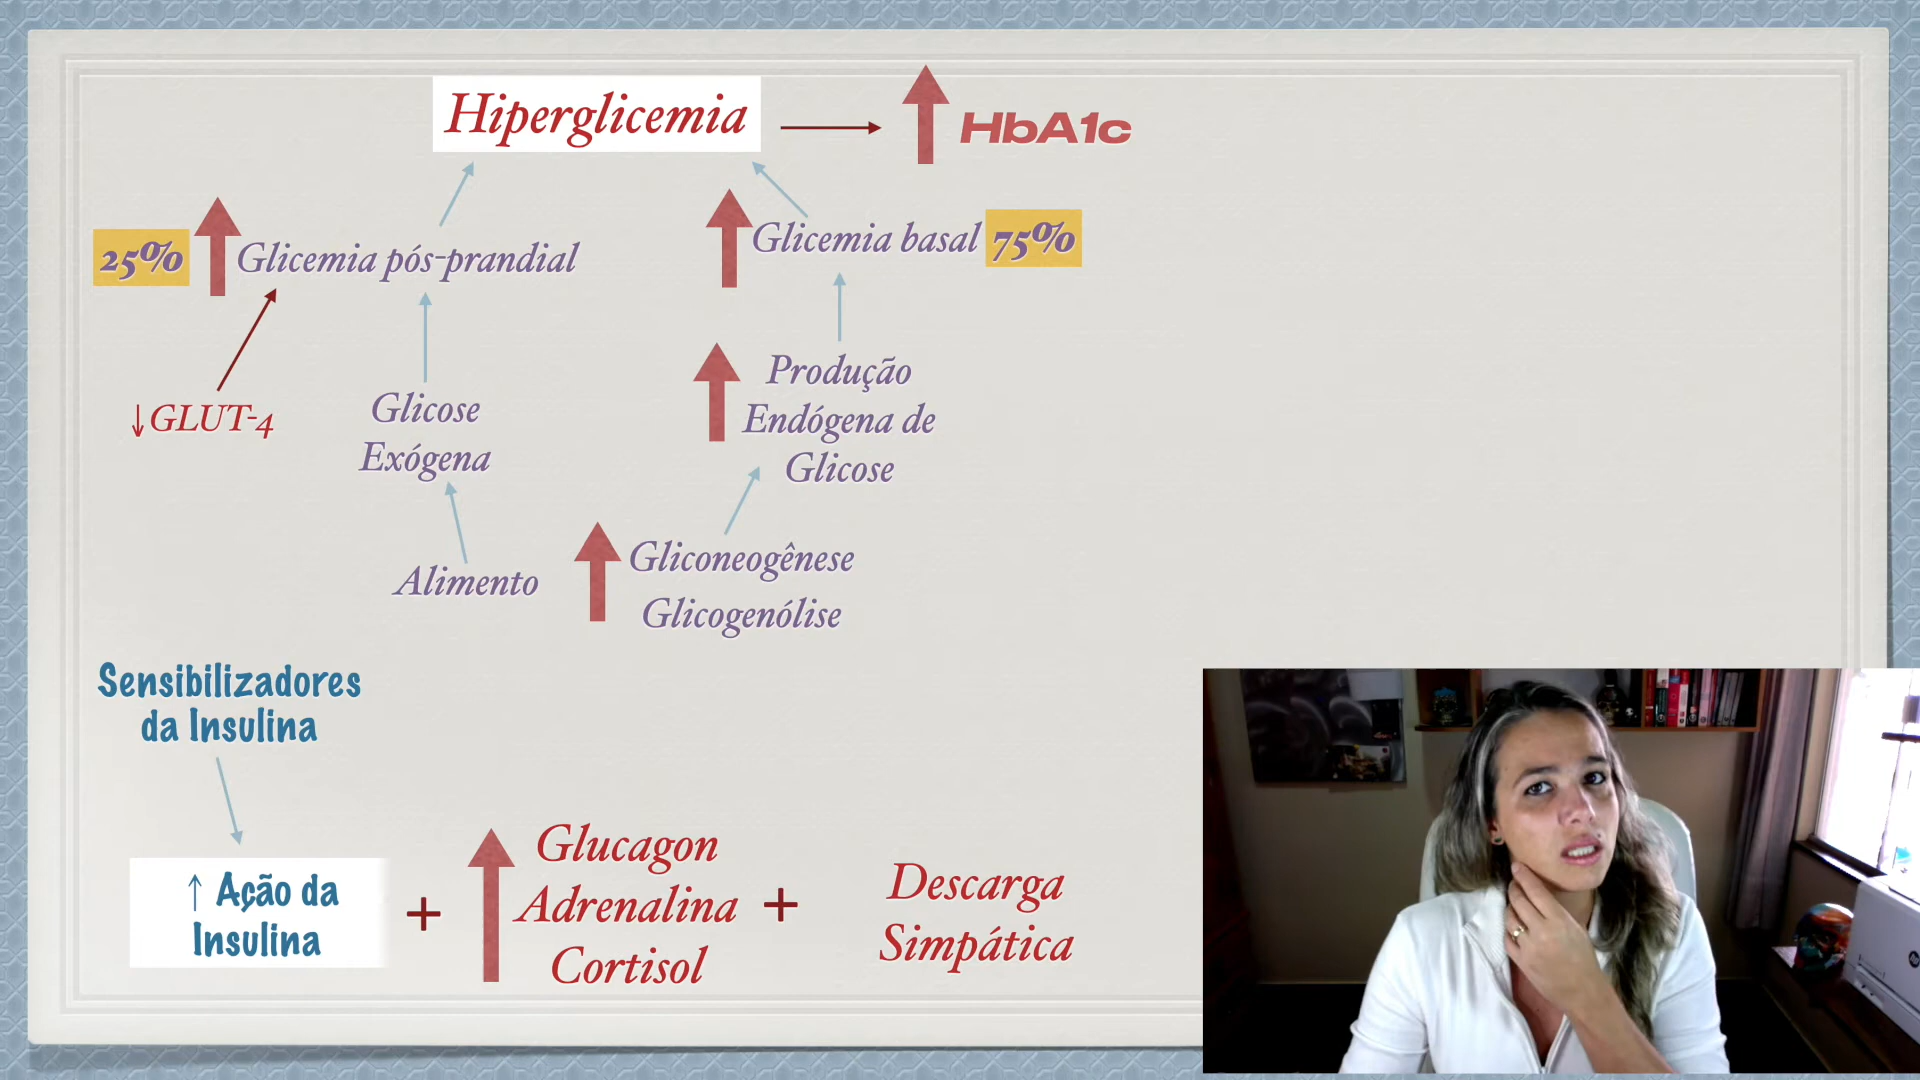 Hiperglicemia
HbA1c
25%
Glicemia pós-prandial
Glicemia basal
75%
↓GLUT-4
Glicose
Exógena
Produção
Endógena de
Glicose
Alimento
Gliconeogênese
Glicogenólise
Sensibilizadores
da Insulina
↑ Ação da
Insulina
+
Glucagon
Adrenalina
Cortisol
+
Descarga
Simpática